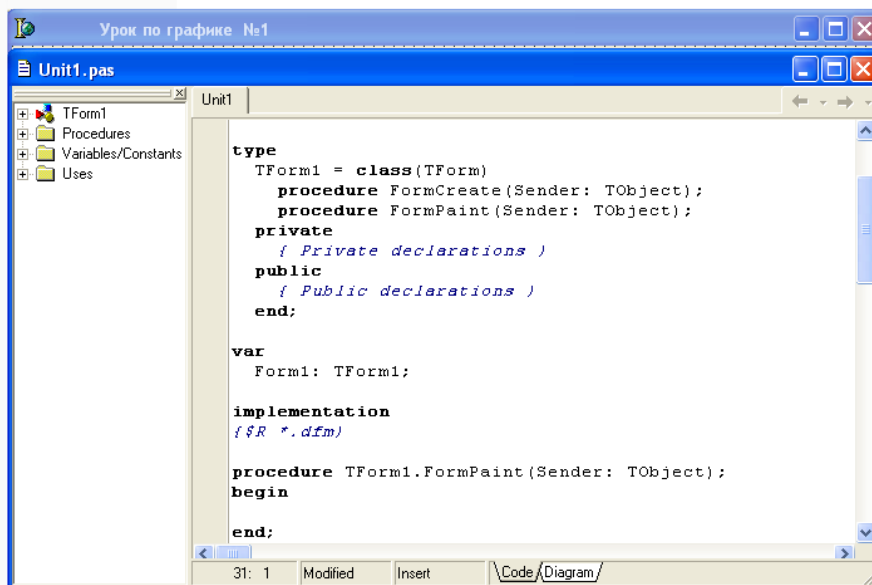 Урок по графике №1
Unit1.pas
Unit1
TForm1
Procedures
Variables/Constants
Uses
type
TForm1 = class(TForm)
procedure FormCreate(Sender: TObject);
procedure FormPaint(Sender: TObject);
private
{ Private declarations }
public
{ Public declarations }
end;
var
Form1: TForm1;
implementation
{$R *.dfm}
procedure TForm1.FormPaint(Sender: TObject);
begin
end;
31: 1 Modified Insert Code Diagram